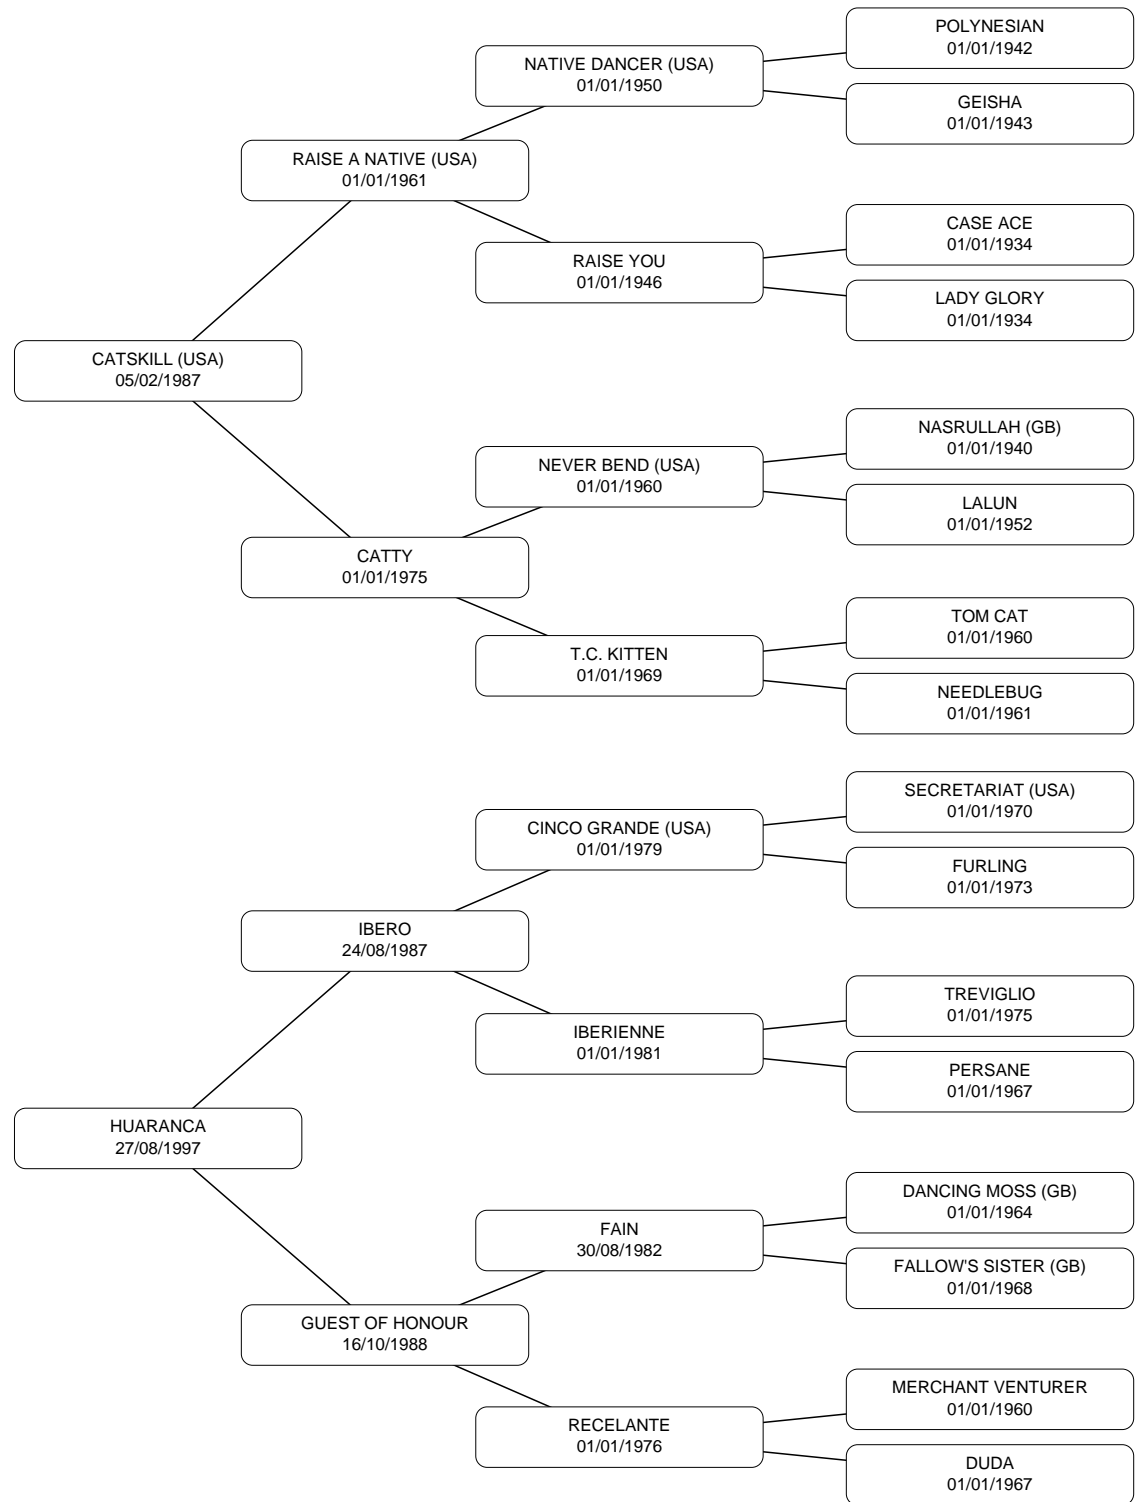 POLYNESIAN
01/01/1942
NATIVE DANCER (USA)
01/01/1950
GEISHA
01/01/1943
RAISE A NATIVE (USA)
01/01/1961
CASE ACE
01/01/1934
RAISE YOU
01/01/1946
LADY GLORY
01/01/1934
CATSKILL (USA)
05/02/1987
NASRULLAH (GB)
01/01/1940
NEVER BEND (USA)
01/01/1960
LALUN
01/01/1952
CATTY
01/01/1975
TOM CAT
01/01/1960
T.C. KITTEN
01/01/1969
NEEDLEBUG
01/01/1961
SECRETARIAT (USA)
01/01/1970
CINCO GRANDE (USA)
01/01/1979
FURLING
01/01/1973
IBERO
24/08/1987
TREVIGLIO
01/01/1975
IBERIENNE
01/01/1981
PERSANE
01/01/1967
HUARANCA
27/08/1997
DANCING MOSS (GB)
01/01/1964
FAIN
30/08/1982
FALLOW'S SISTER (GB)
01/01/1968
GUEST OF HONOUR
16/10/1988
MERCHANT VENTURER
01/01/1960
RECELANTE
01/01/1976
DUDA
01/01/1967